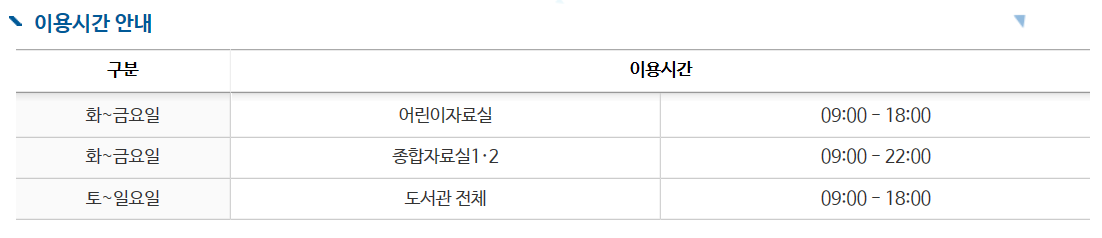 이용시간 안내
구분 이용시간
화~금요일 어린이자료실 09:00 - 18:00
화~금요일 종합자료실1·2 09:00 - 22:00
토~일요일 도서관 전체 09:00 - 18:00